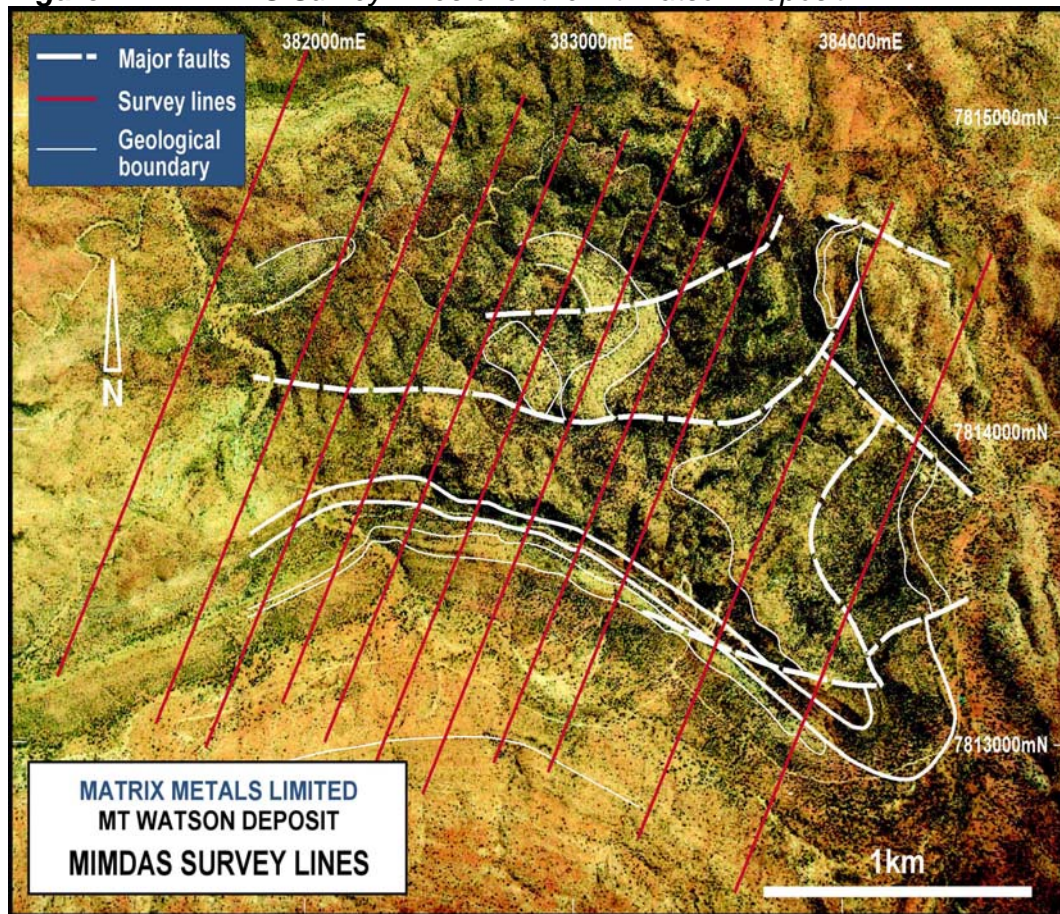 382000mE
383000mE
384000mE
Major faults
Survey lines
Geological
boundary
7815000mN
N
7814000mN
7813000mN
MATRIX METALS LIMITED
MT WATSON DEPOSIT
MIMDAS SURVEY LINES
1km